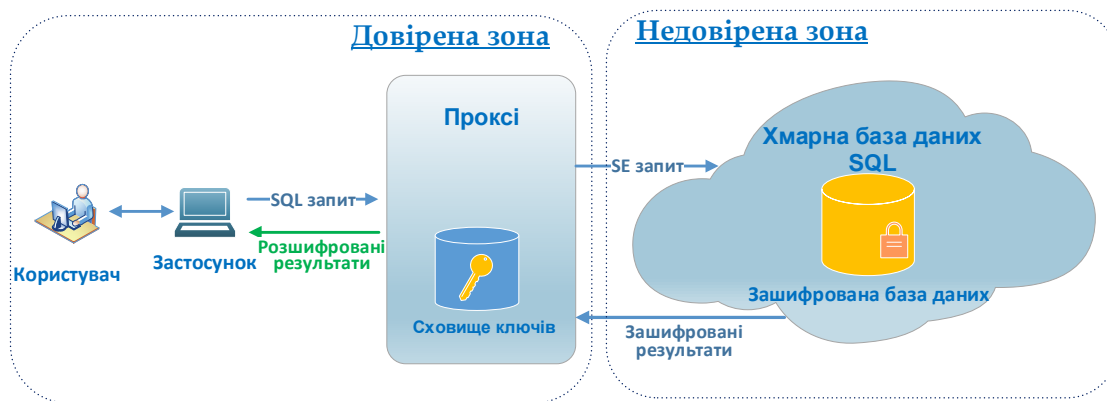 Довірена зона
Недовірена зона
Проксі
Хмарна база даних
SQL
SE запит
SQL запит
Розшифровані
результати
Користувач
Застосунок
Сховище ключів
Зашифрована база даних
Зашифровані
результати